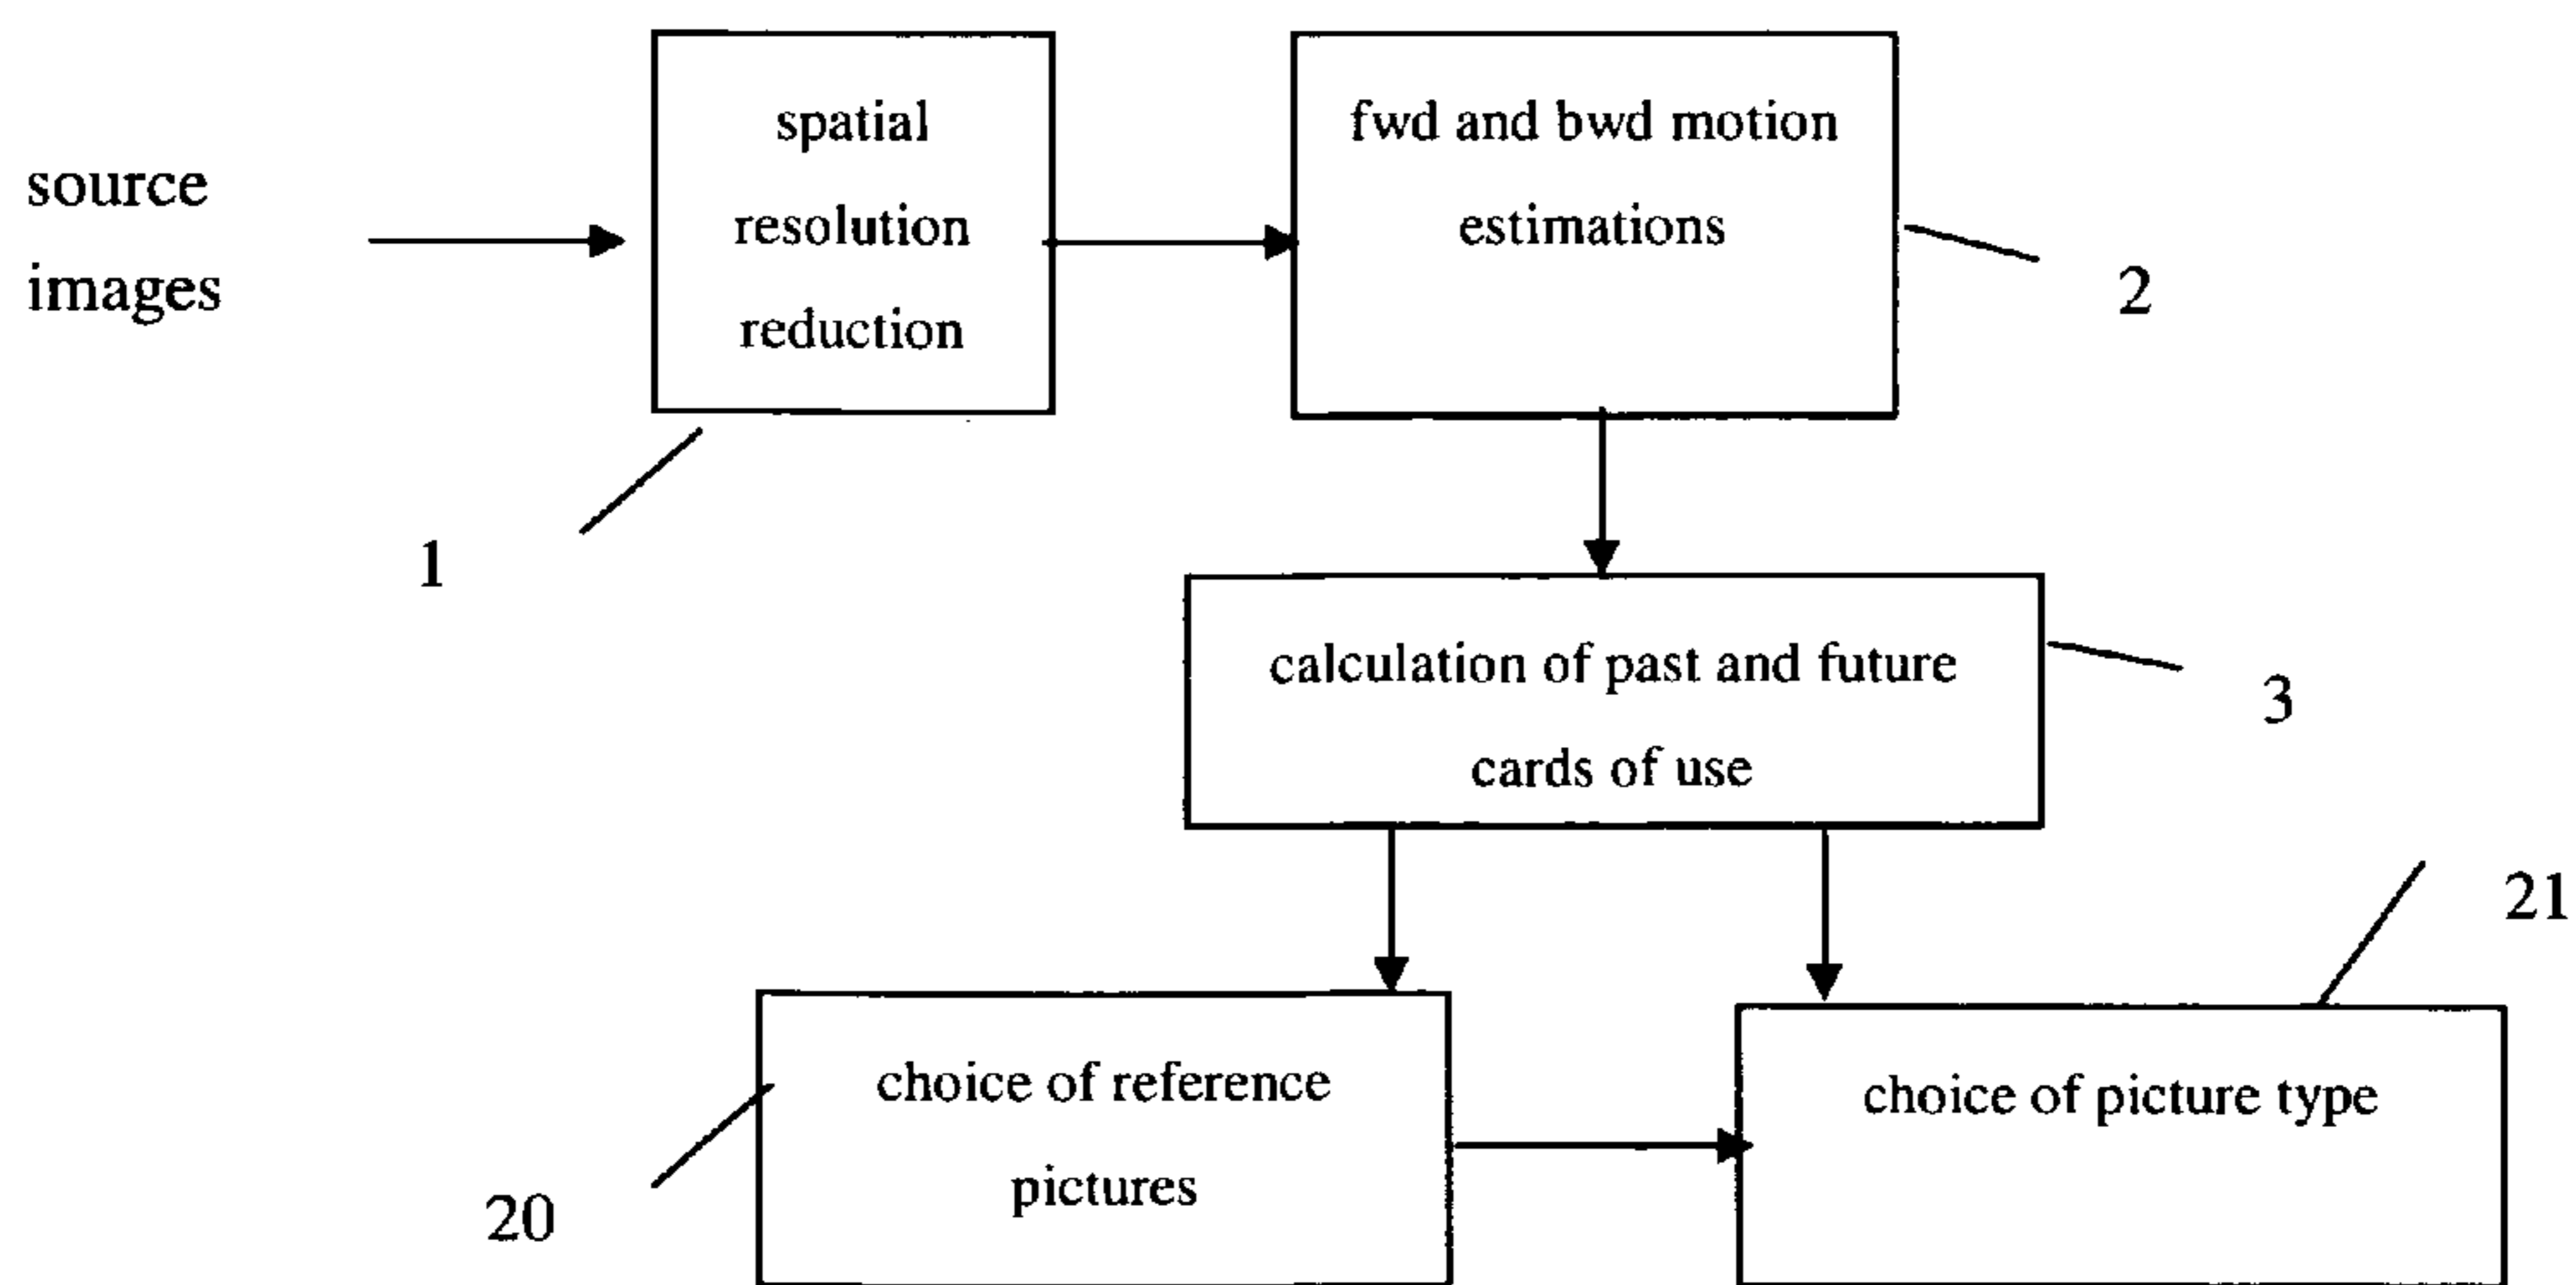 source
images
spatial
resolution
reduction
1
fwd and bwd motion
estimations
2
calculation of past and future
cards of use
3
choice of reference
pictures
20
choice of picture type
21